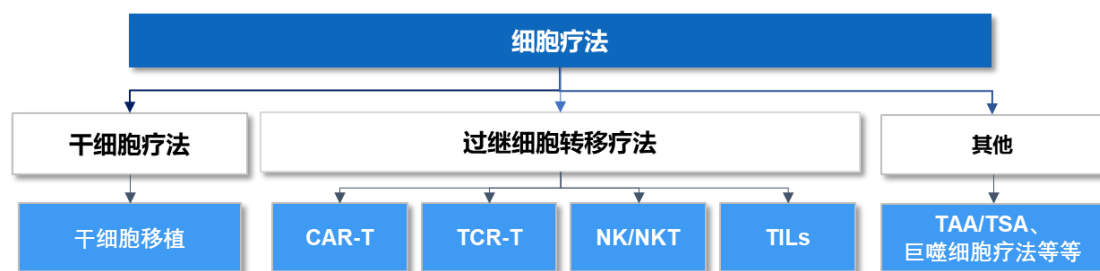 细胞疗法
干细胞疗法
过继细胞转移疗法
其他
干细胞移植
CAR-T
TCR-T
NK/NKT
TILs
TAA/TSA、
巨噬细胞疗法等等